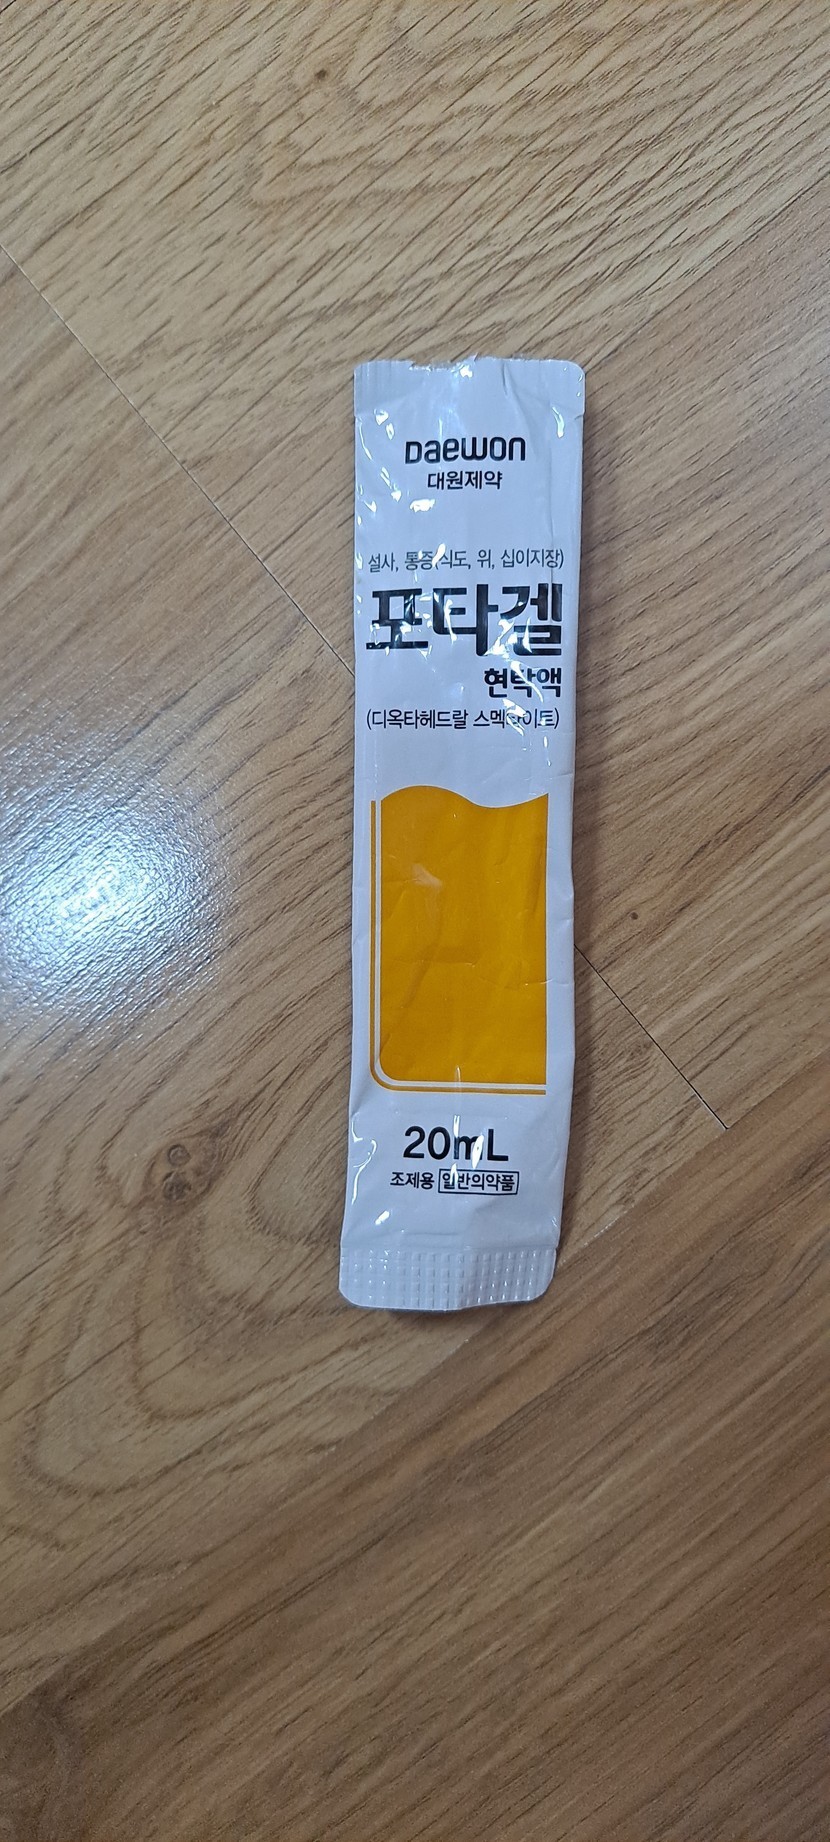 Daewon
대원제약
설사, 통증(식도, 위, 십이지장)
포타겔
현탁액
(디옥타헤드랄 스멕타이트)
20mL
조제용 일반의약품